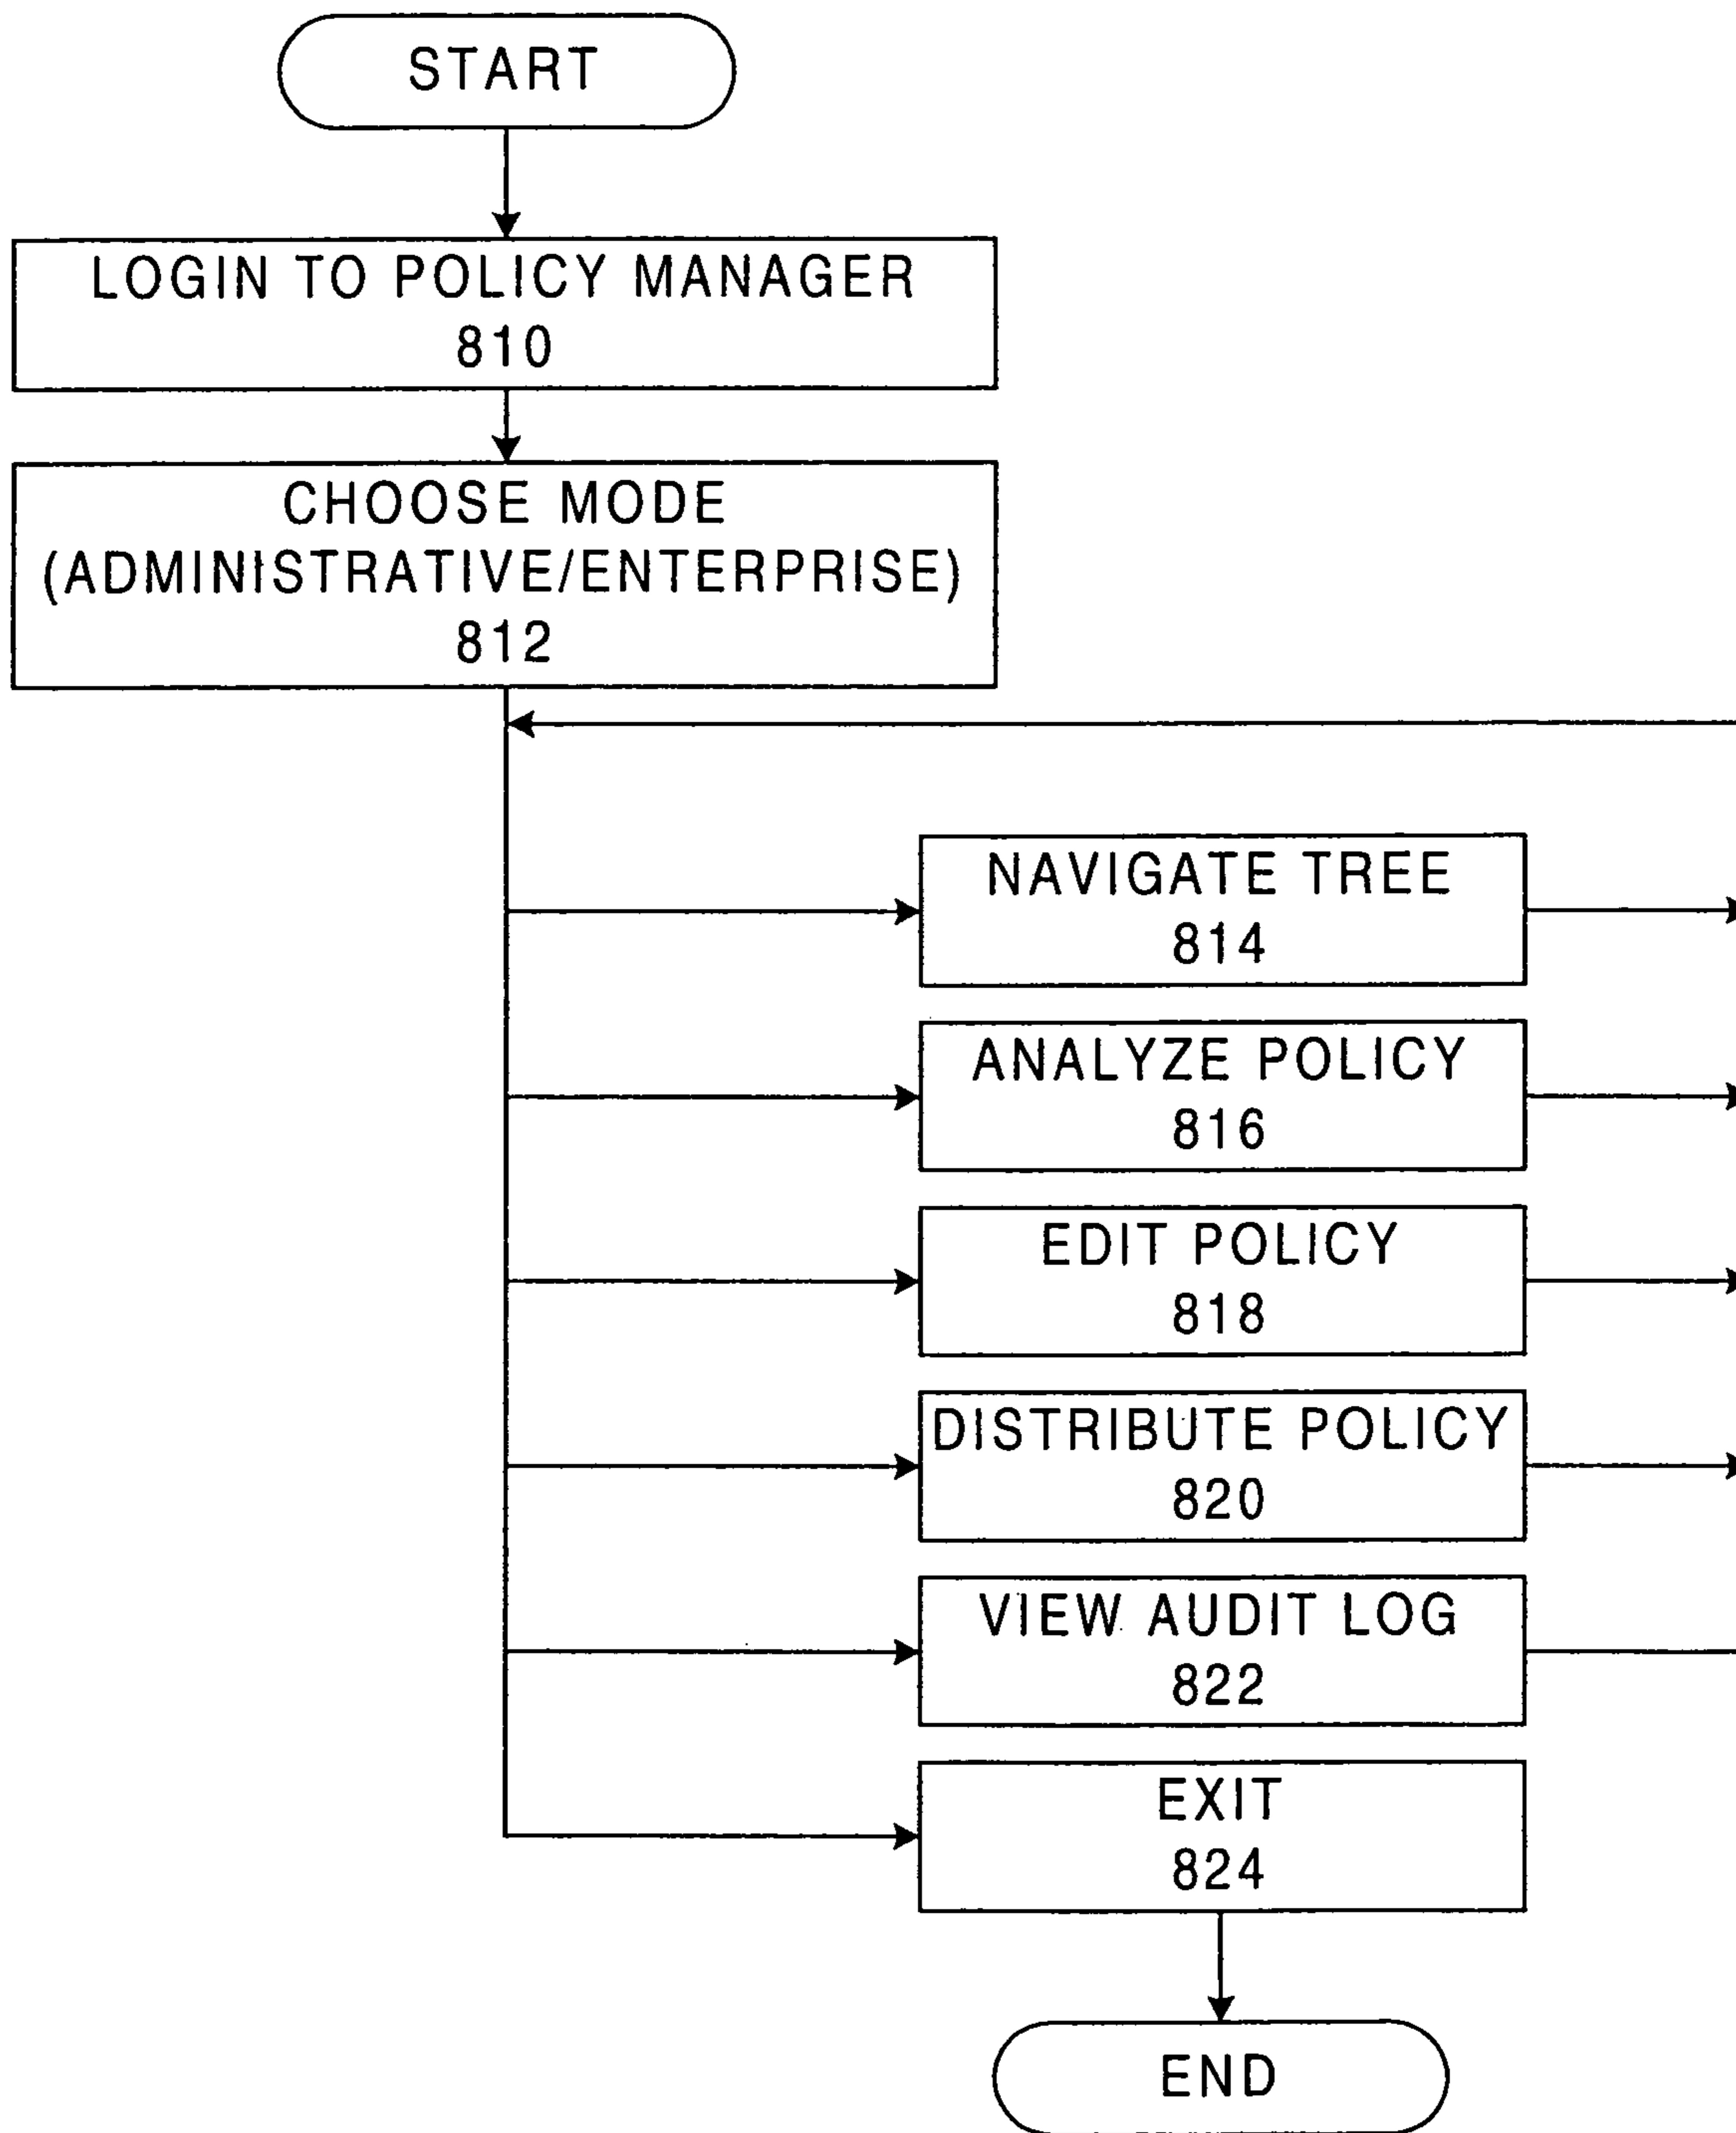 START
LOGIN TO POLICY MANAGER
810
CHOOSE MODE
(ADMINISTRATIVE/ENTERPRISE)
812
NAVIGATE TREE
814
ANALYZE POLICY
816
EDIT POLICY
818
DISTRIBUTE POLICY
820
VIEW AUDIT LOG
822
EXIT
824
END